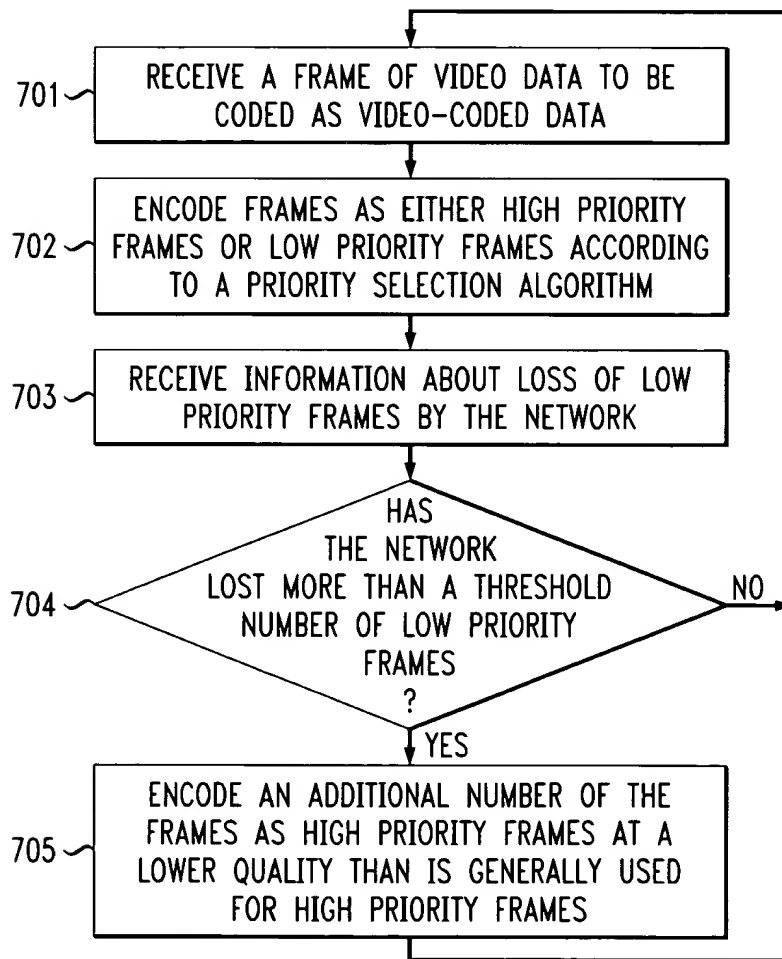 701
RECEIVE A FRAME OF VIDEO DATA TO BE
CODED AS VIDEO-CODED DATA
702
ENCODE FRAMES AS EITHER HIGH PRIORITY
FRAMES OR LOW PRIORITY FRAMES ACCORDING
TO A PRIORITY SELECTION ALGORITHM
703
RECEIVE INFORMATION ABOUT LOSS OF LOW
PRIORITY FRAMES BY THE NETWORK
704
HAS
THE NETWORK
LOST MORE THAN A THRESHOLD
NUMBER OF LOW PRIORITY
FRAMES
?
NO
YES
705
ENCODE AN ADDITIONAL NUMBER OF THE
FRAMES AS HIGH PRIORITY FRAMES AT A
LOWER QUALITY THAN IS GENERALLY USED
FOR HIGH PRIORITY FRAMES